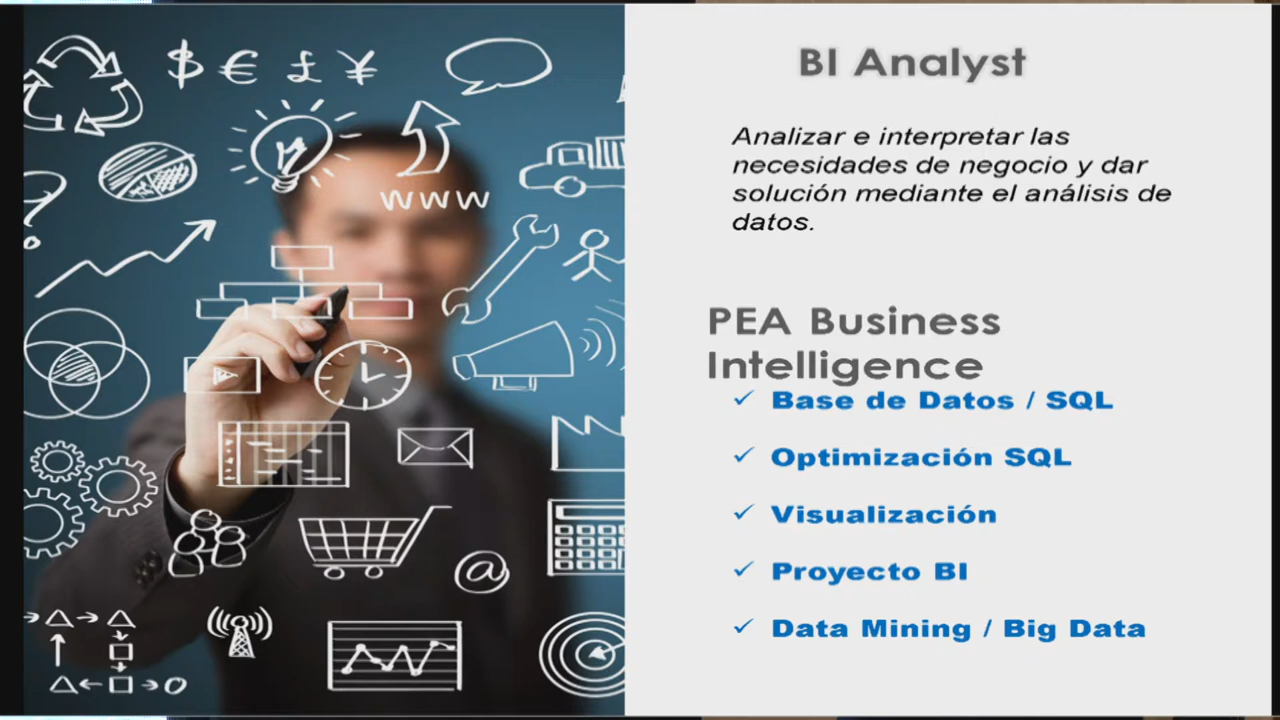 $ € £ ¥
www
@
BI Analyst
Analizar e interpretar las
necesidades de negocio y dar
solución mediante el análisis de
datos.
PEA Business
Intelligence
✓ Base de Datos / SQL
✓ Optimización SQL
✓ Visualización
✓ Proyecto BI
✓ Data Mining / Big Data